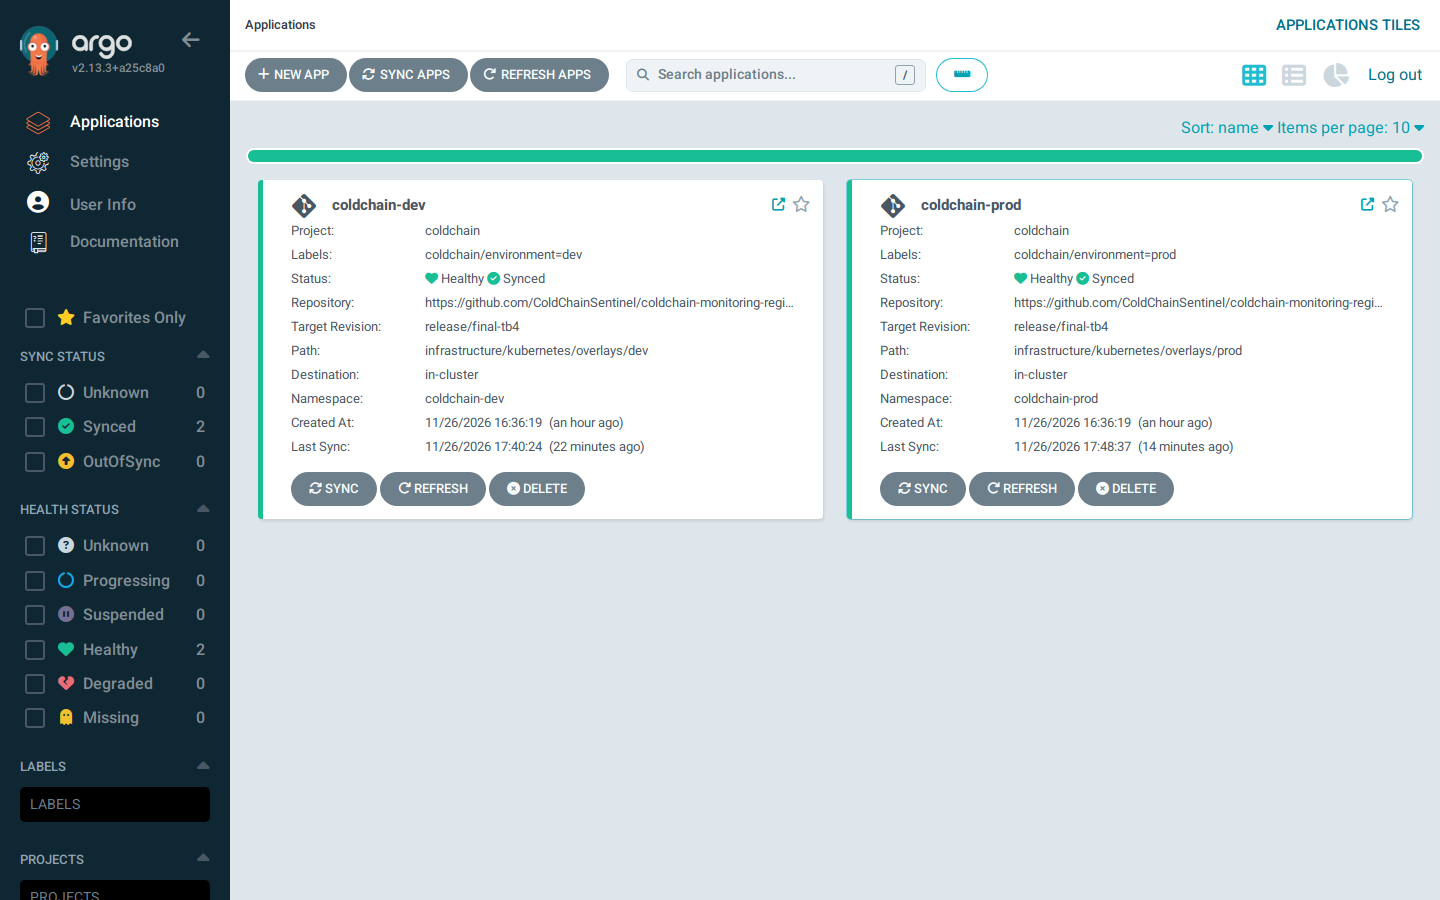 argo
v2.13.3+a25c8a0
Applications
Settings
User Info
Documentation
Favorites Only
SYNC STATUS
Unknown 0
Synced 2
OutOfSync 0
HEALTH STATUS
Unknown 0
Progressing 0
Suspended 0
Healthy 2
Degraded 0
Missing 0
LABELS
LABELS
PROJECTS
PROJECTS
Applications
APPLICATIONS TILES
NEW APP
SYNC APPS
REFRESH APPS
Search applications...
/
Log out
Sort: name Items per page: 10
coldchain-dev
Project: coldchain
Labels: coldchain/environment=dev
Status: Healthy Synced
Repository: https://github.com/ColdChainSentinel/coldchain-monitoring-regi...
Target Revision: release/final-tb4
Path: infrastructure/kubernetes/overlays/dev
Destination: in-cluster
Namespace: coldchain-dev
Created At: 11/26/2026 16:36:19 (an hour ago)
Last Sync: 11/26/2026 17:40:24 (22 minutes ago)
SYNC REFRESH DELETE
coldchain-prod
Project: coldchain
Labels: coldchain/environment=prod
Status: Healthy Synced
Repository: https://github.com/ColdChainSentinel/coldchain-monitoring-regi...
Target Revision: release/final-tb4
Path: infrastructure/kubernetes/overlays/prod
Destination: in-cluster
Namespace: coldchain-prod
Created At: 11/26/2026 16:36:19 (an hour ago)
Last Sync: 11/26/2026 17:48:37 (14 minutes ago)
SYNC REFRESH DELETE